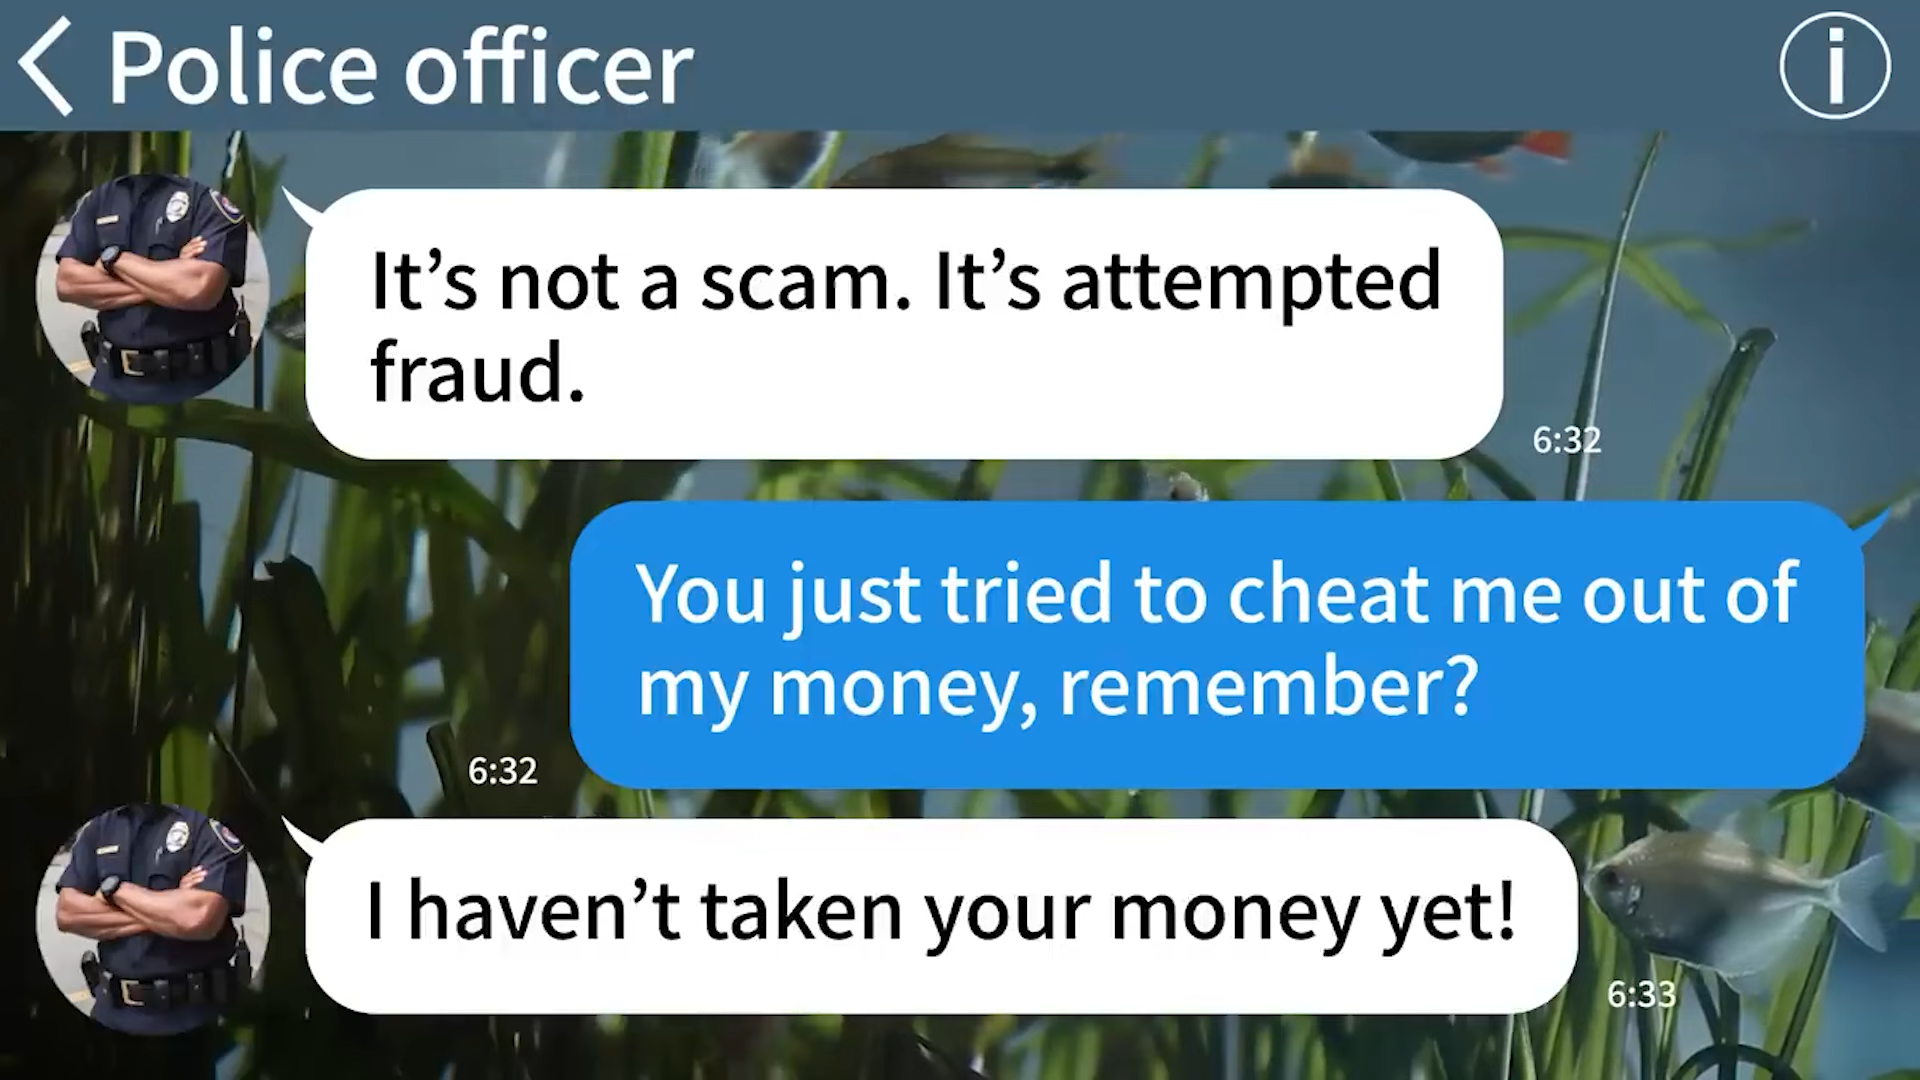 Police officer
It’s not a scam. It’s attempted
fraud.
6:32
You just tried to cheat me out of
my money, remember?
6:32
I haven’t taken your money yet!
6:33